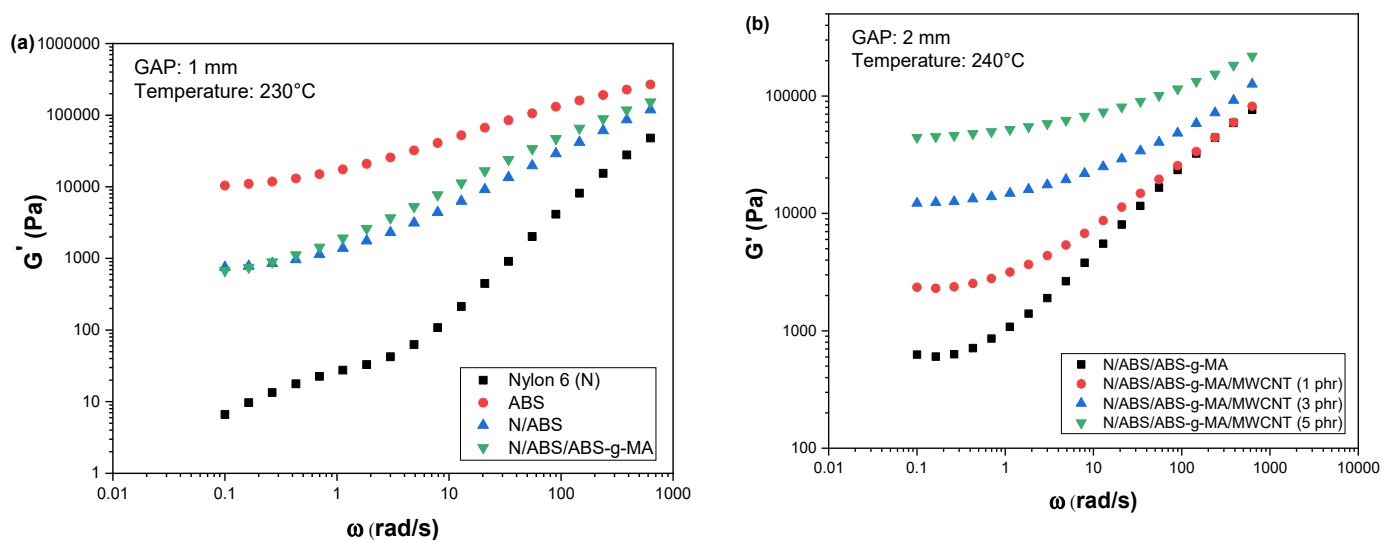 (a)
GAP: 1 mm
Temperature: 230°C
1000000
100000
10000
1000
100
10
1
G' (Pa)
0.01
0.1
1
10
100
1000
ω (rad/s)
Nylon 6 (N)
ABS
N/ABS
N/ABS/ABS-g-MA
(b)
GAP: 2 mm
Temperature: 240°C
100000
10000
1000
100
G' (Pa)
0.01
0.1
1
10
100
1000
10000
ω (rad/s)
N/ABS/ABS-g-MA
N/ABS/ABS-g-MA/MWCNT (1 phr)
N/ABS/ABS-g-MA/MWCNT (3 phr)
N/ABS/ABS-g-MA/MWCNT (5 phr)